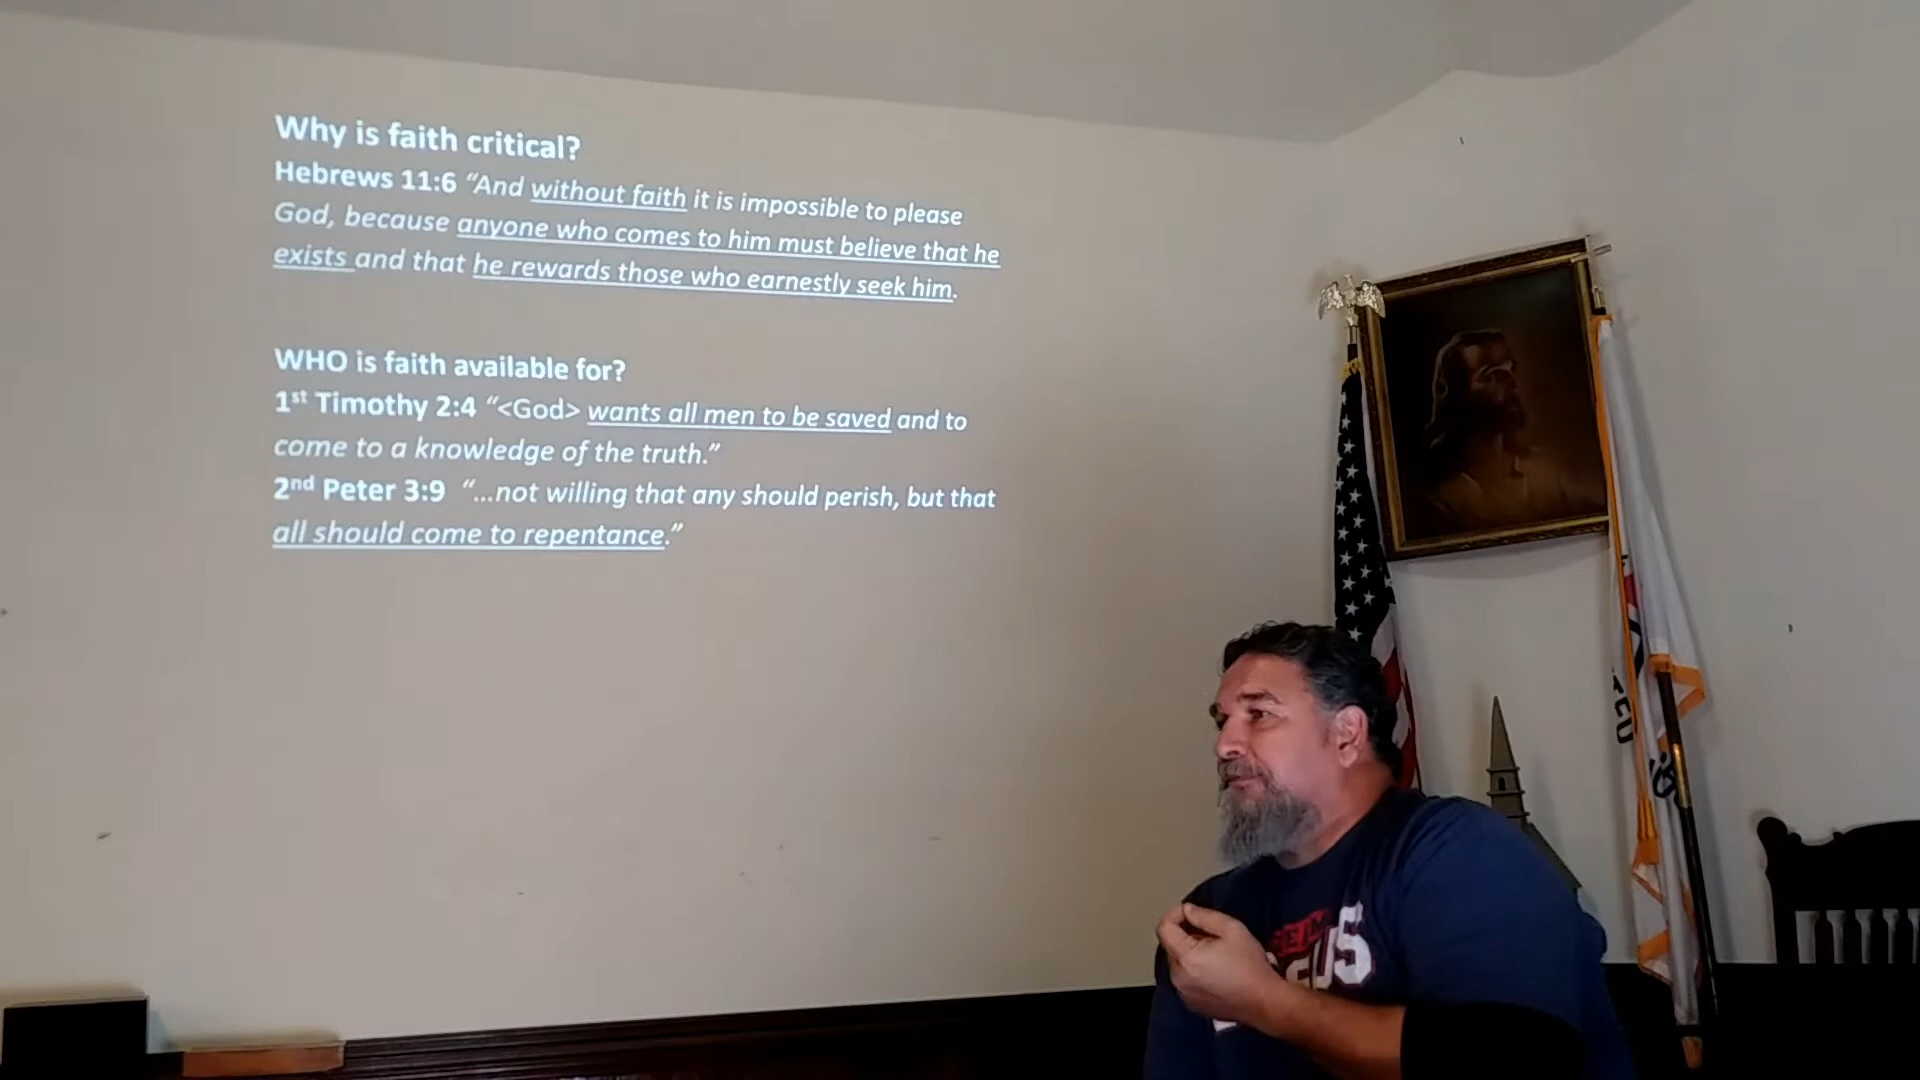 Why is faith critical?
Hebrews 11:6 “And without faith it is impossible to please
God, because anyone who comes to him must believe that he
exists and that he rewards those who earnestly seek him.
WHO is faith available for?
1st Timothy 2:4 “<God> wants all men to be saved and to
come to a knowledge of the truth.”
2nd Peter 3:9 “…not willing that any should perish, but that
all should come to repentance.”